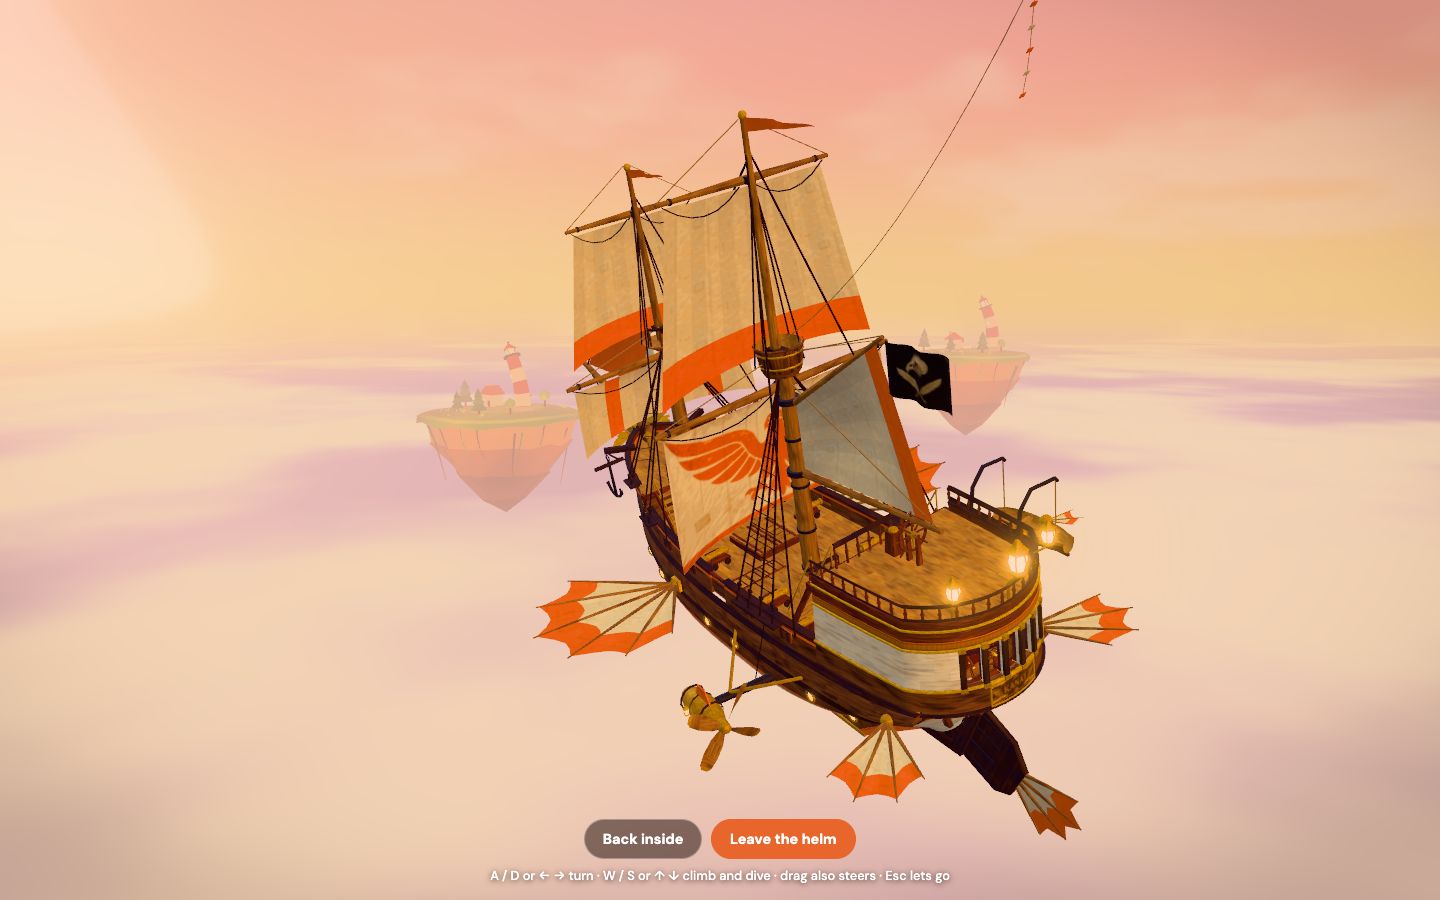 Back inside
Leave the helm
A / D or ← → turn · W / S or ↑ ↓ climb and dive · drag also steers · Esc lets go